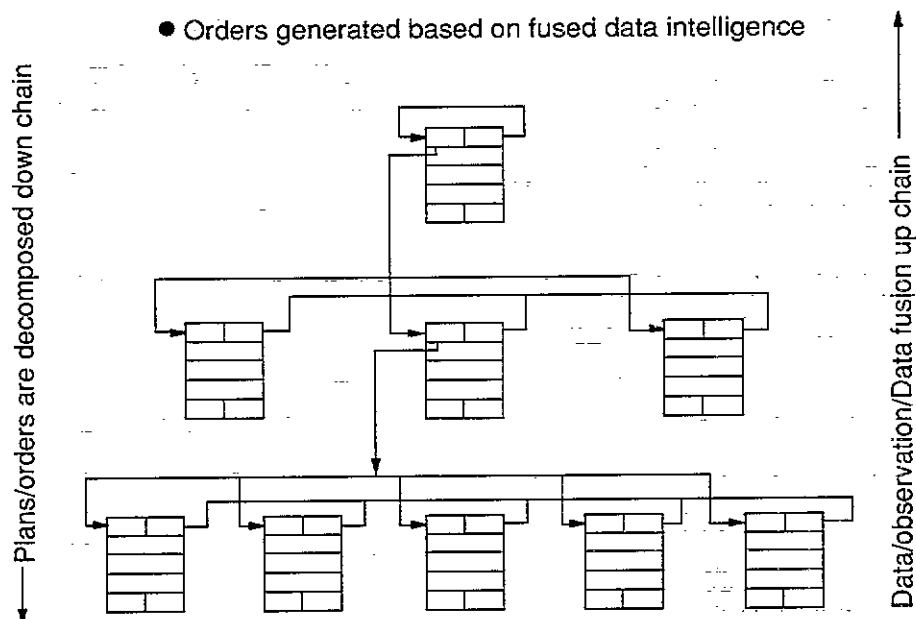 ● Orders generated based on fused data intelligence
Plans/orders are decomposed down chain
Data/observation/Data fusion up chain